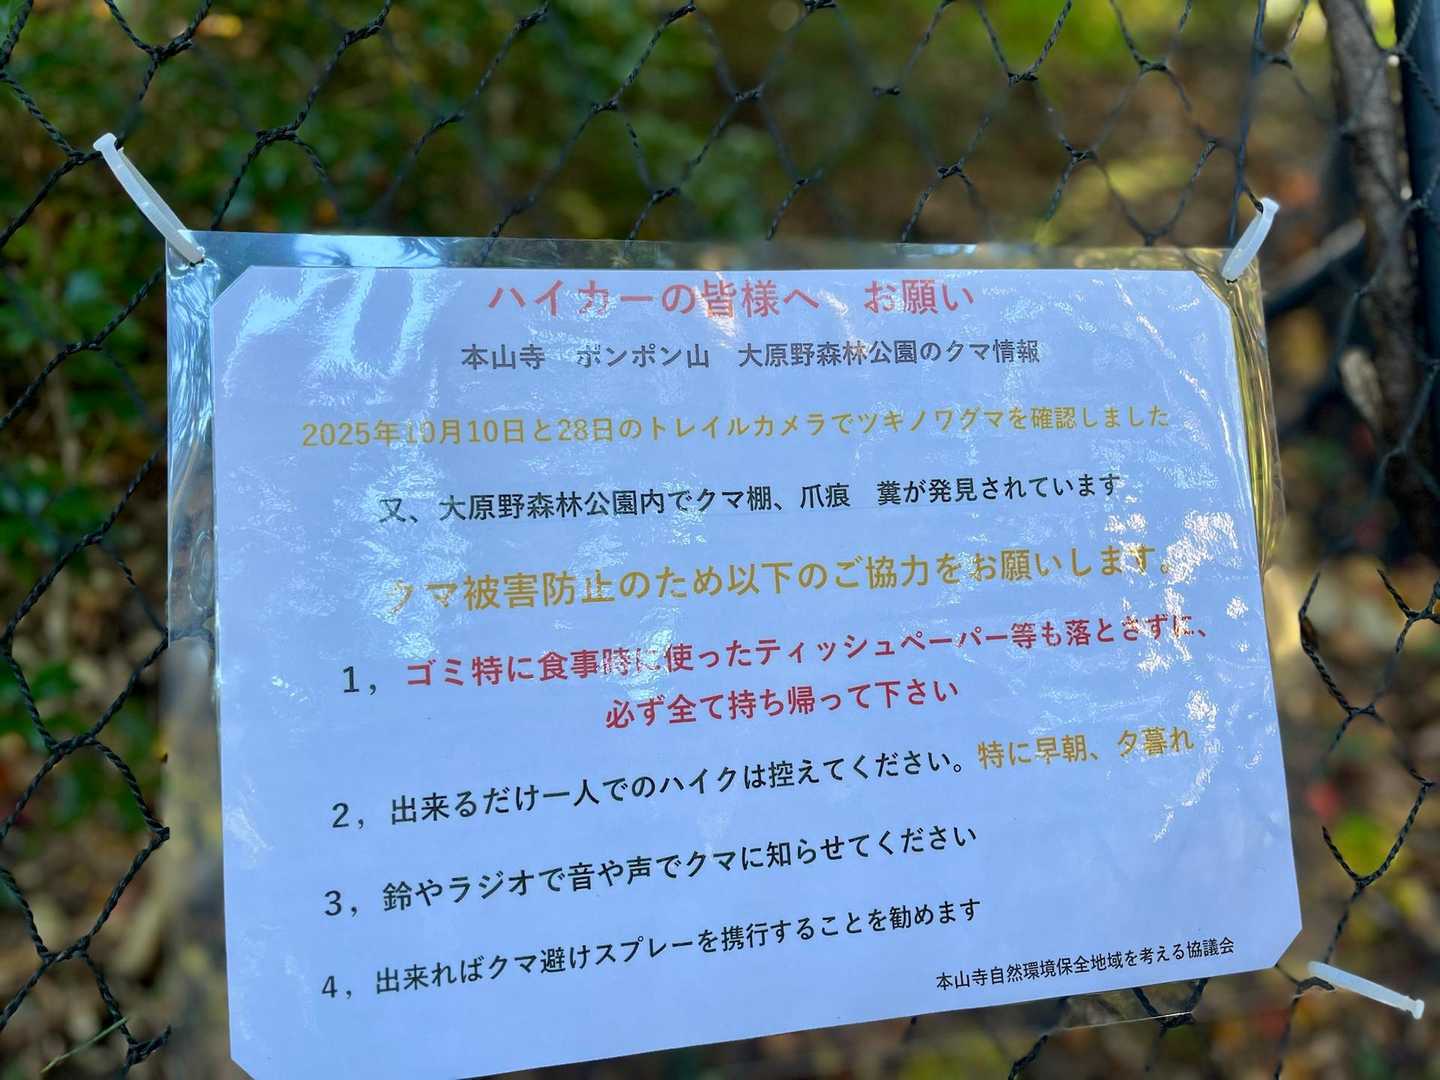 ハイカーの皆様へ　お願い
本山寺　ポンポン山　大原野森林公園のクマ情報
2025年10月10日と28日のトレイルカメラでツキノワグマを確認しました
又、大原野森林公園内でクマ棚、爪痕　糞が発見されています
クマ被害防止のため以下のご協力をお願いします。
1，ゴミ特に食事時に使ったティッシュペーパー等も落とさずに、
必ず全て持ち帰って下さい
2，出来るだけ一人でのハイクは控えてください。特に早朝、夕暮れ
3，鈴やラジオで音や声でクマに知らせてください
4，出来ればクマ避けスプレーを携行することを勧めます
本山寺自然環境保全地域を考える協議会